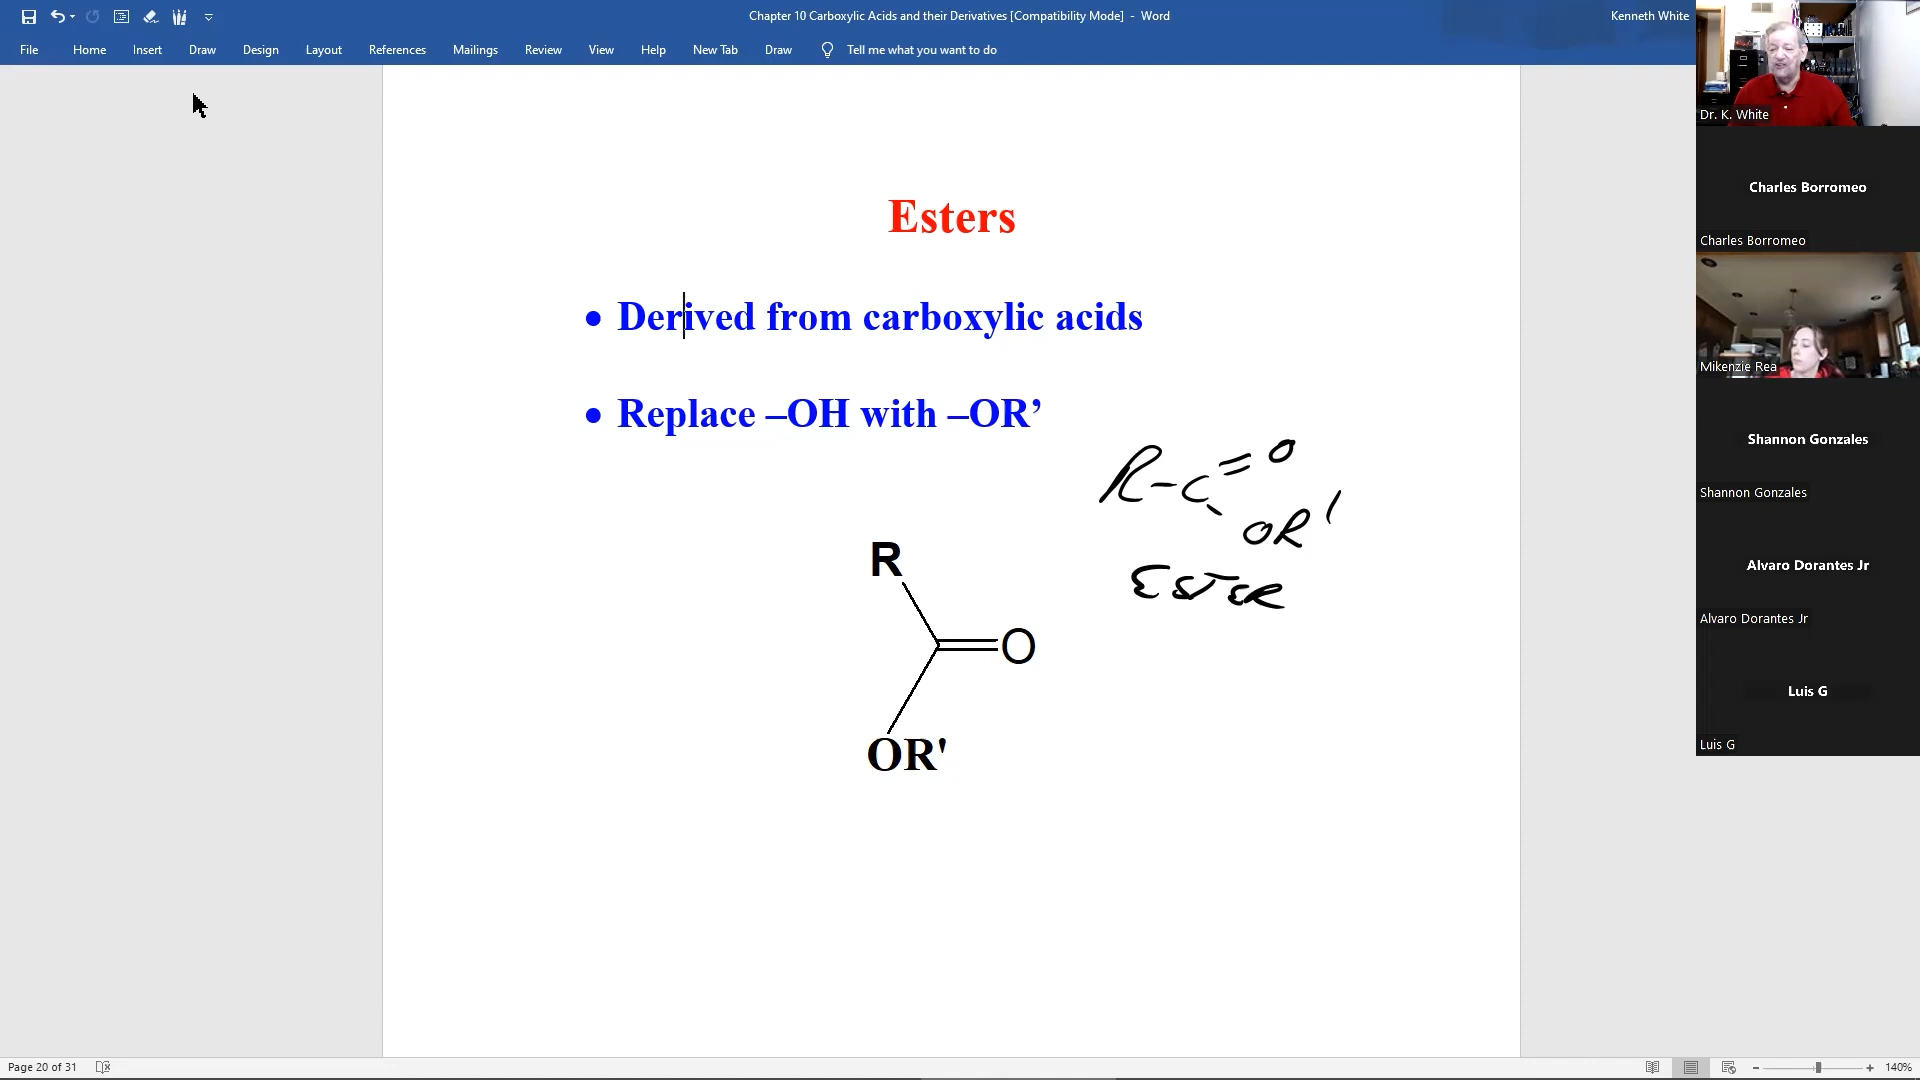 Chapter 10 Carboxylic Acids and their Derivatives [Compatibility Mode] - Word
Kenneth White
File Home Insert Draw Design Layout References Mailings Review View Help New Tab Draw Tell me what you want to do
Esters
• Derived from carboxylic acids
• Replace –OH with –OR’
R-C=O
OR'
ESTER
R
O
OR'
Dr. K. White
Charles Borromeo
Charles Borromeo
Mikenzie Rea
Shannon Gonzales
Shannon Gonzales
Alvaro Dorantes Jr
Alvaro Dorantes Jr
Luis G
Luis G
Page 20 of 31
140%